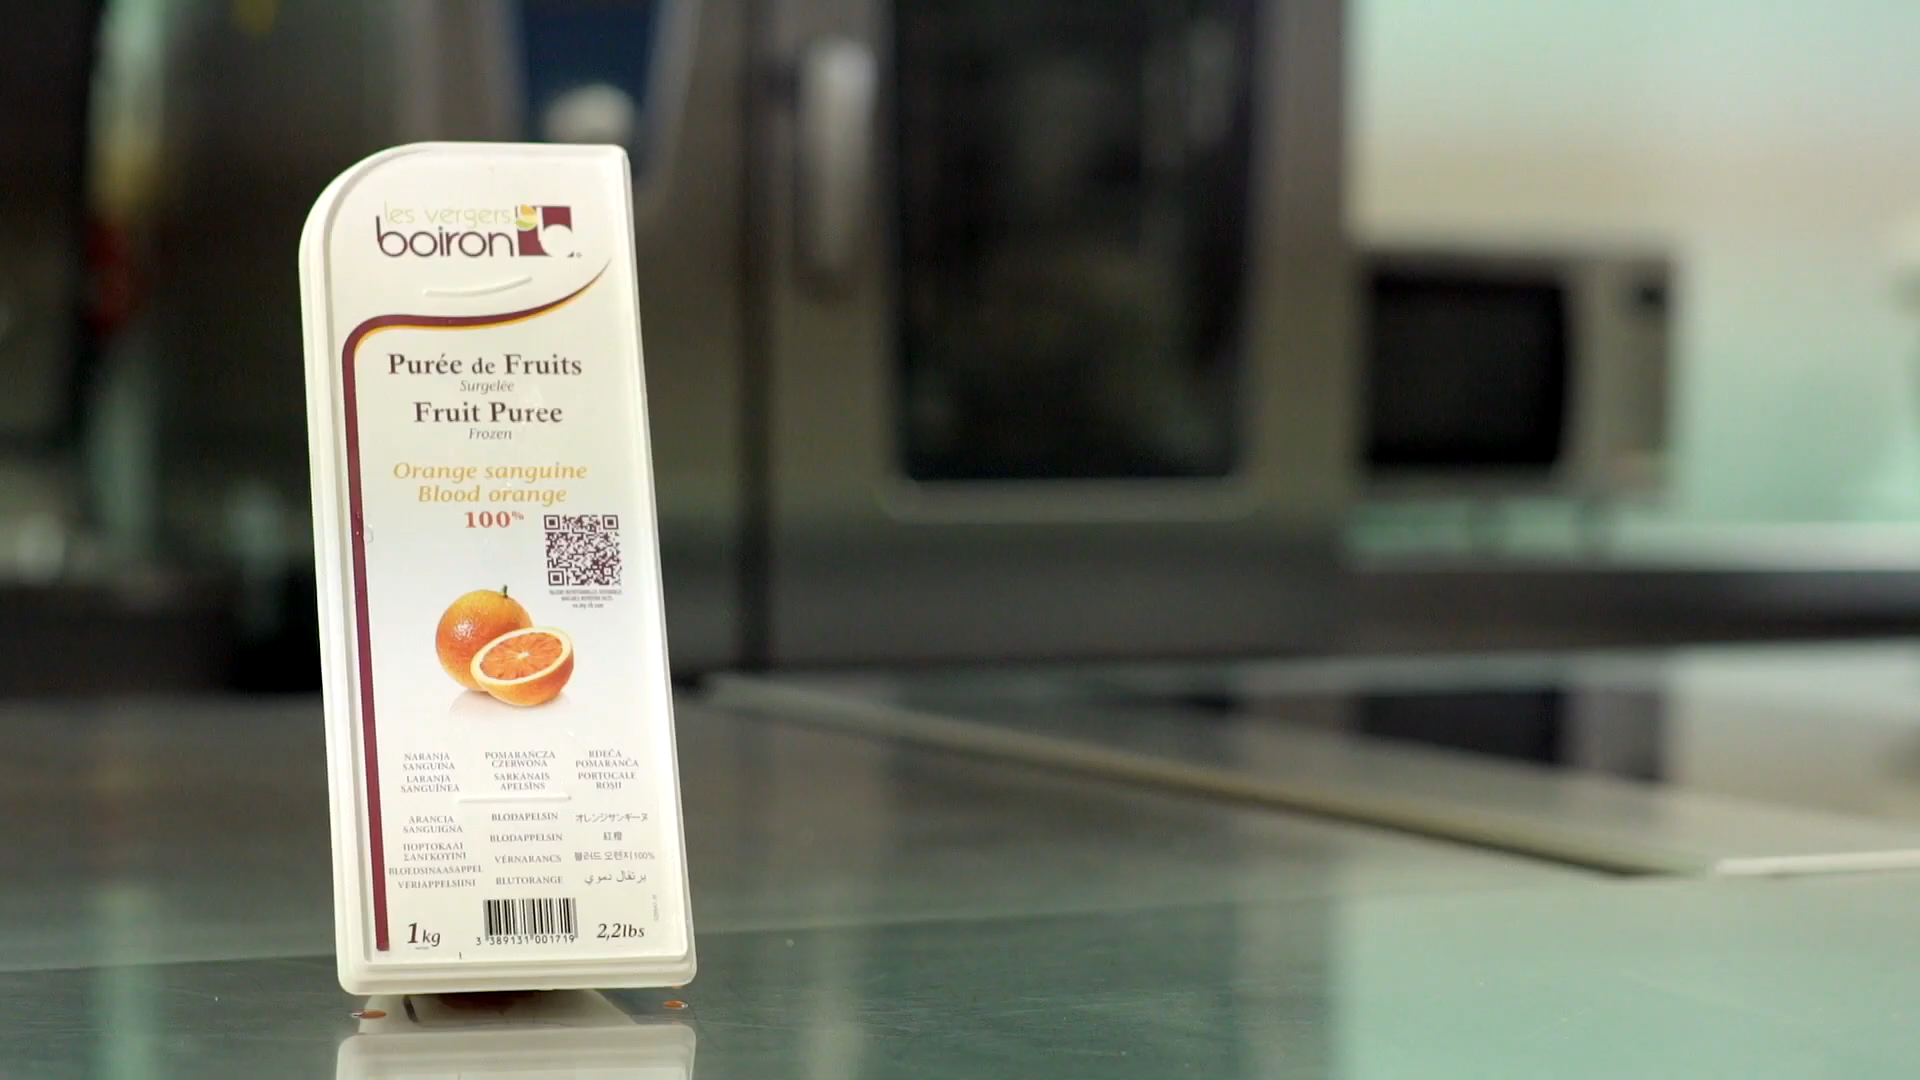 les vergers
boiron
Purée de Fruits
Surgelée
Fruit Puree
Frozen
Orange sanguine
Blood orange
100%
NARANJA
SANGUINA
LARANJA
SANGUÍNEA
ARANCIA
SANGUIGNA
ΠΟΡΤΟΚΑΛΙ
ΣΑΝΓΚΟΥΙΝΙ
BLOEDSINAASAPPEL
VERIAPPELSIINI
POMARAŃCZA
CZERWONA
SARKANAIS
APELSĪNS
BLODAPELSIN
BLODAPPELSIN
VÉRNARANCS
BLUTORANGE
RDEČA
POMARANČA
PORTOCALE
ROȘII
オレンジサンギーヌ
紅橙
블러드 오렌지 100%
برتقال دموي
1kg
3 389131 001719
2,2lbs